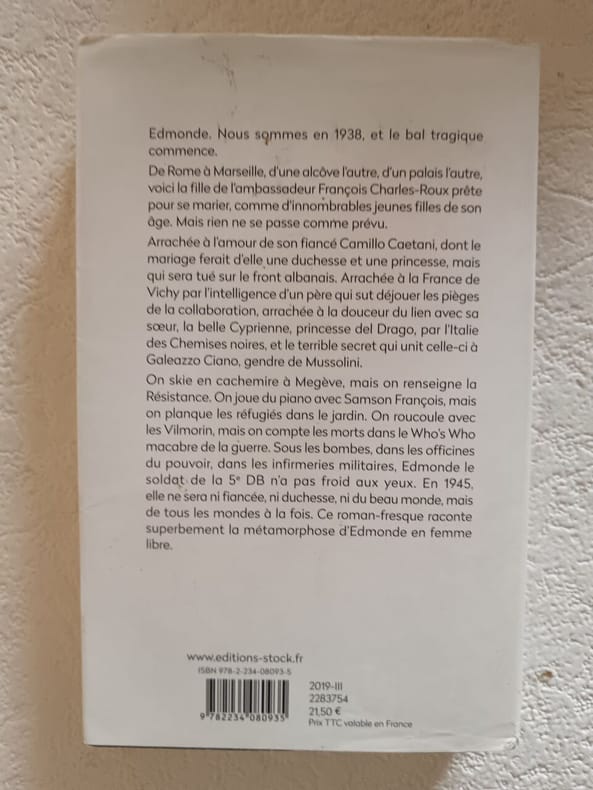 Edmonde. Nous sommes en 1938, et le bal tragique
commence.
De Rome à Marseille, d'une alcôve l'autre, d'un palais l'autre,
voici la fille de l'ambassadeur François Charles-Roux prête
pour se marier, comme d'innombrables jeunes filles de son
âge. Mais rien ne se passe comme prévu.
Arrachée à l'amour de son fiancé Camillo Caetani, dont le
mariage ferait d'elle une duchesse et une princesse, mais
qui sera tué sur le front albanais. Arrachée à la France de
Vichy par l'intelligence d'un père qui sut déjouer les pièges
de la collaboration, arrachée à la douceur du lien avec sa
sœur, la belle Cyprienne, princesse del Drago, par l'Italie
des Chemises noires, et le terrible secret qui unit celle-ci à
Galeazzo Ciano, gendre de Mussolini.
On skie en cachemire à Megève, mais on renseigne la
Résistance. On joue du piano avec Samson François, mais
on planque les réfugiés dans le jardin. On roucoule avec
les Vilmorin, mais on compte les morts dans le Who's Who
macabre de la guerre. Sous les bombes, dans les officines
du pouvoir, dans les infirmeries militaires, Edmonde le
soldat de la 5e DB n'a pas froid aux yeux. En 1945,
elle ne sera ni fiancée, ni duchesse, ni du beau monde, mais
de tous les mondes à la fois. Ce roman-fresque raconte
superbement la métamorphose d'Edmonde en femme
libre.
www.editions-stock.fr
ISBN 978-2-234-08093-5
9 782234 080935
2019-III
2283754
21,50 €
Prix TTC valable en France